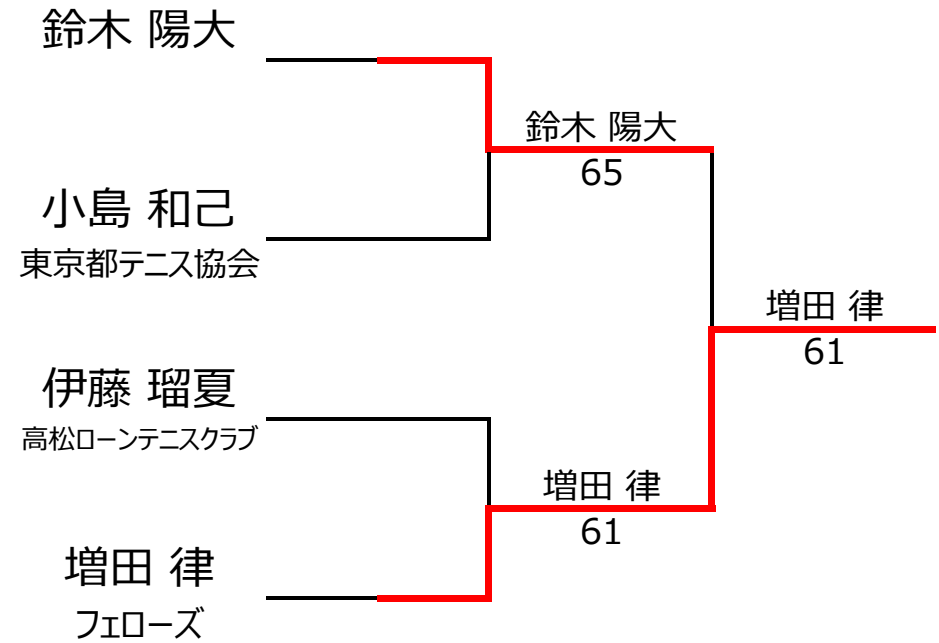 鈴木 陽大
鈴木 陽大
65
小島 和己
東京都テニス協会
増田 律
61
伊藤 瑠夏
高松ローンテニスクラブ
増田 律
61
増田 律
フェローズ